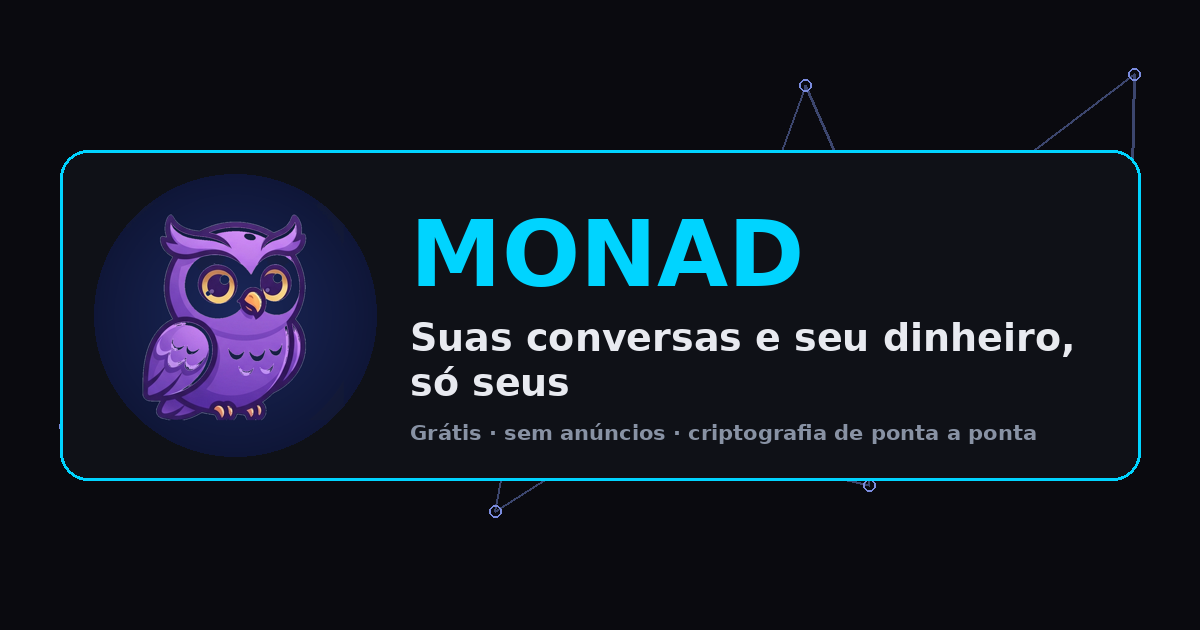 MONAD
Suas conversas e seu dinheiro,
só seus
Grátis · sem anúncios · criptografia de ponta a ponta